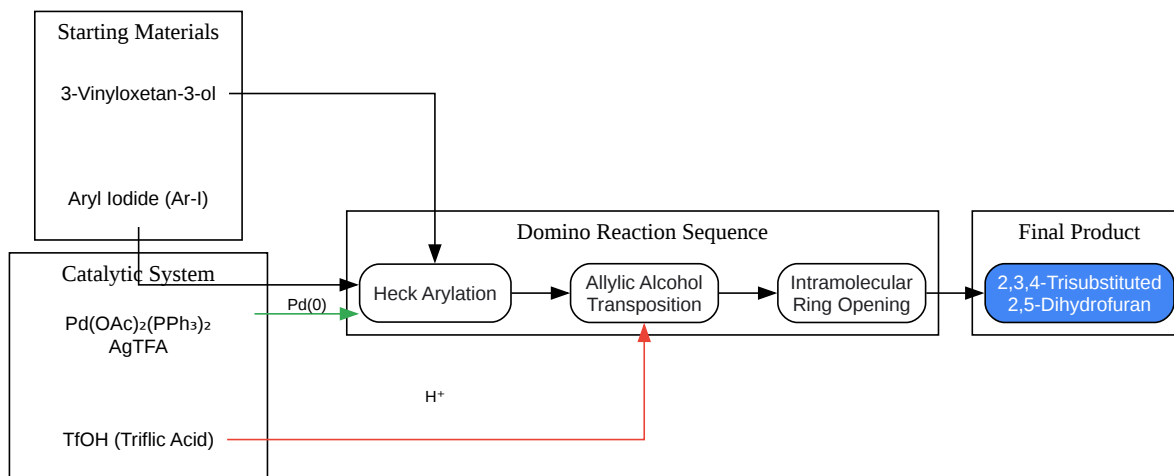 Starting Materials
3-Vinyloxetan-3-ol
Aryl Iodide (Ar-I)
Catalytic System
Pd(OAc)₂(PPh₃)₂
AgTFA
TfOH (Triflic Acid)
Pd(0)
H⁺
Domino Reaction Sequence
Heck Arylation
Allylic Alcohol
Transposition
Intramolecular
Ring Opening
Final Product
2,3,4-Trisubstituted
2,5-Dihydrofuran